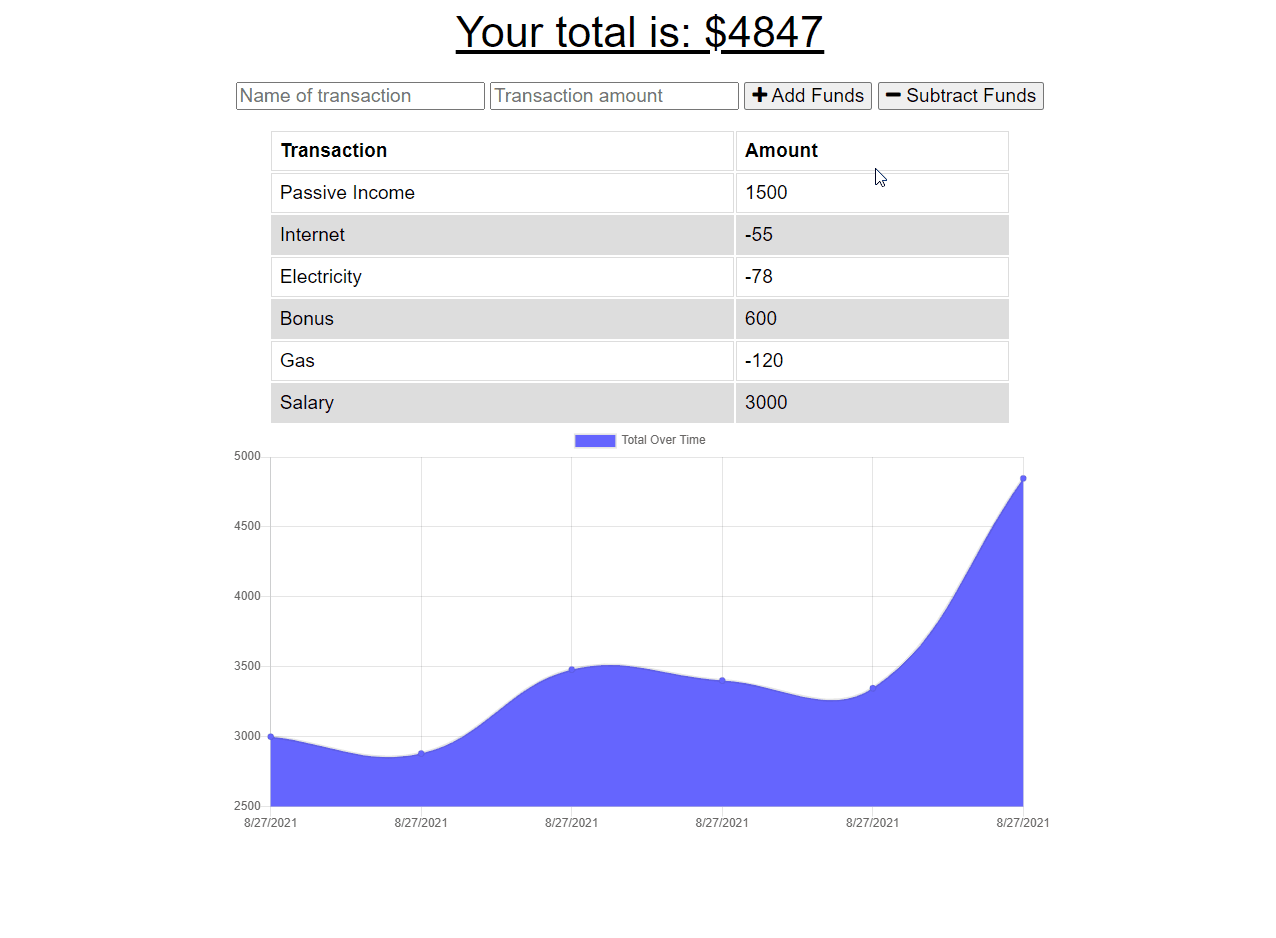 Your total is: $4847
Name of transaction Transaction amount Add Funds Subtract Funds
Transaction Amount
Passive Income 1500
Internet -55
Electricity -78
Bonus 600
Gas -120
Salary 3000
Total Over Time
5000
4500
4000
3500
3000
2500
8/27/2021 8/27/2021 8/27/2021 8/27/2021 8/27/2021 8/27/2021